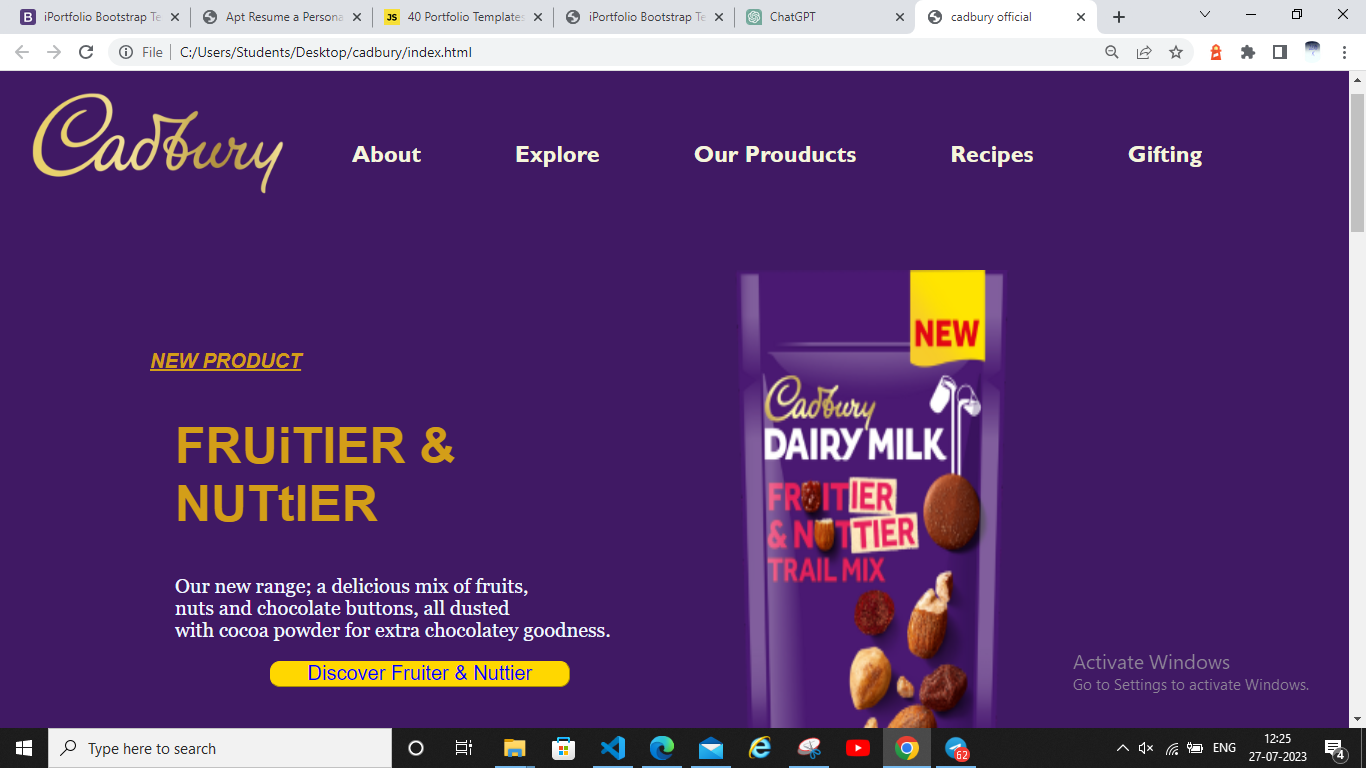 iPortfolio Bootstrap Te
Apt Resume a Persona
JS
40 Portfolio Templates
iPortfolio Bootstrap Te
ChatGPT
cadbury official
File
C:/Users/Students/Desktop/cadbury/index.html
Cadbury
About
Explore
Our Prouducts
Recipes
Gifting
NEW PRODUCT
FRUiTIER &
NUTtIER
Our new range; a delicious mix of fruits,
nuts and chocolate buttons, all dusted
with cocoa powder for extra chocolatey goodness.
Discover Fruiter & Nuttier
NEW
Cadbury
DAIRY MILK
FRUITIER
& NUTTIER
TRAIL MIX
Activate Windows
Go to Settings to activate Windows.
Type here to search
62
ENG
12:25
27-07-2023
4